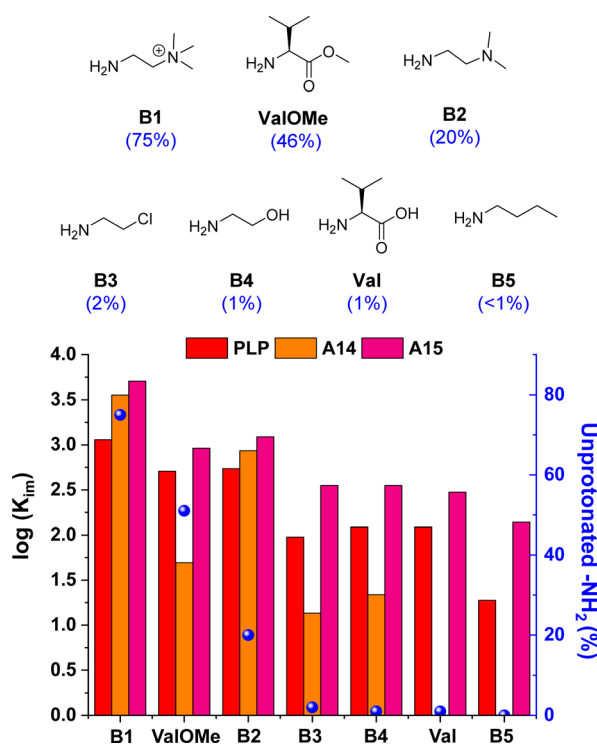 H2N N ⊕
H2N O O
H2N N
B1 ValOMe B2
(75%) (46%) (20%)
H2N Cl
H2N OH
H2N OH O
H2N
B3 B4 Val B5
(2%) (1%) (1%) (<1%)
PLP A14 A15
4.0
3.5
3.0
2.5
2.0
1.5
1.0
0.5
0.0
log (Kim)
80
60
40
20
0
Unprotonated -NH2 (%)
B1 ValOMe B2 B3 B4 Val B5